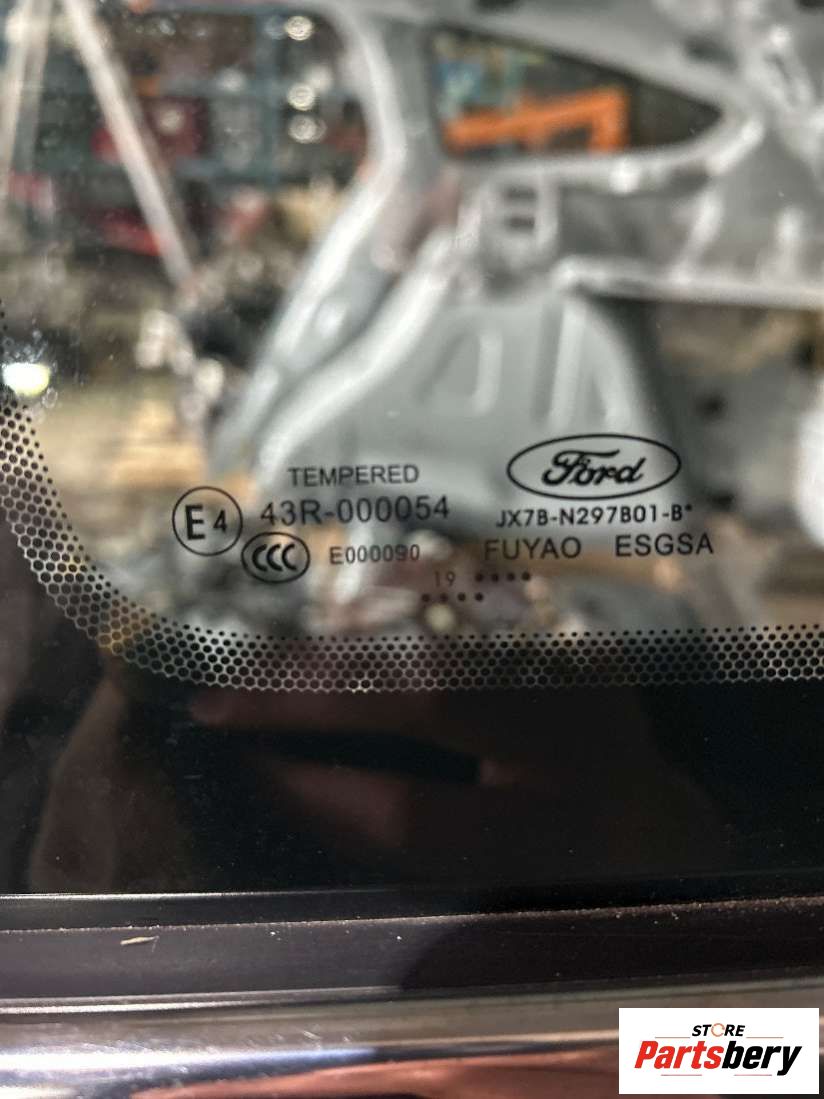 TEMPERED
Ford
E4
43R-000054
JX7B-N297B01-B*
CCC
E000090
FUYAO ESGSA
19
STORE
Partsbery